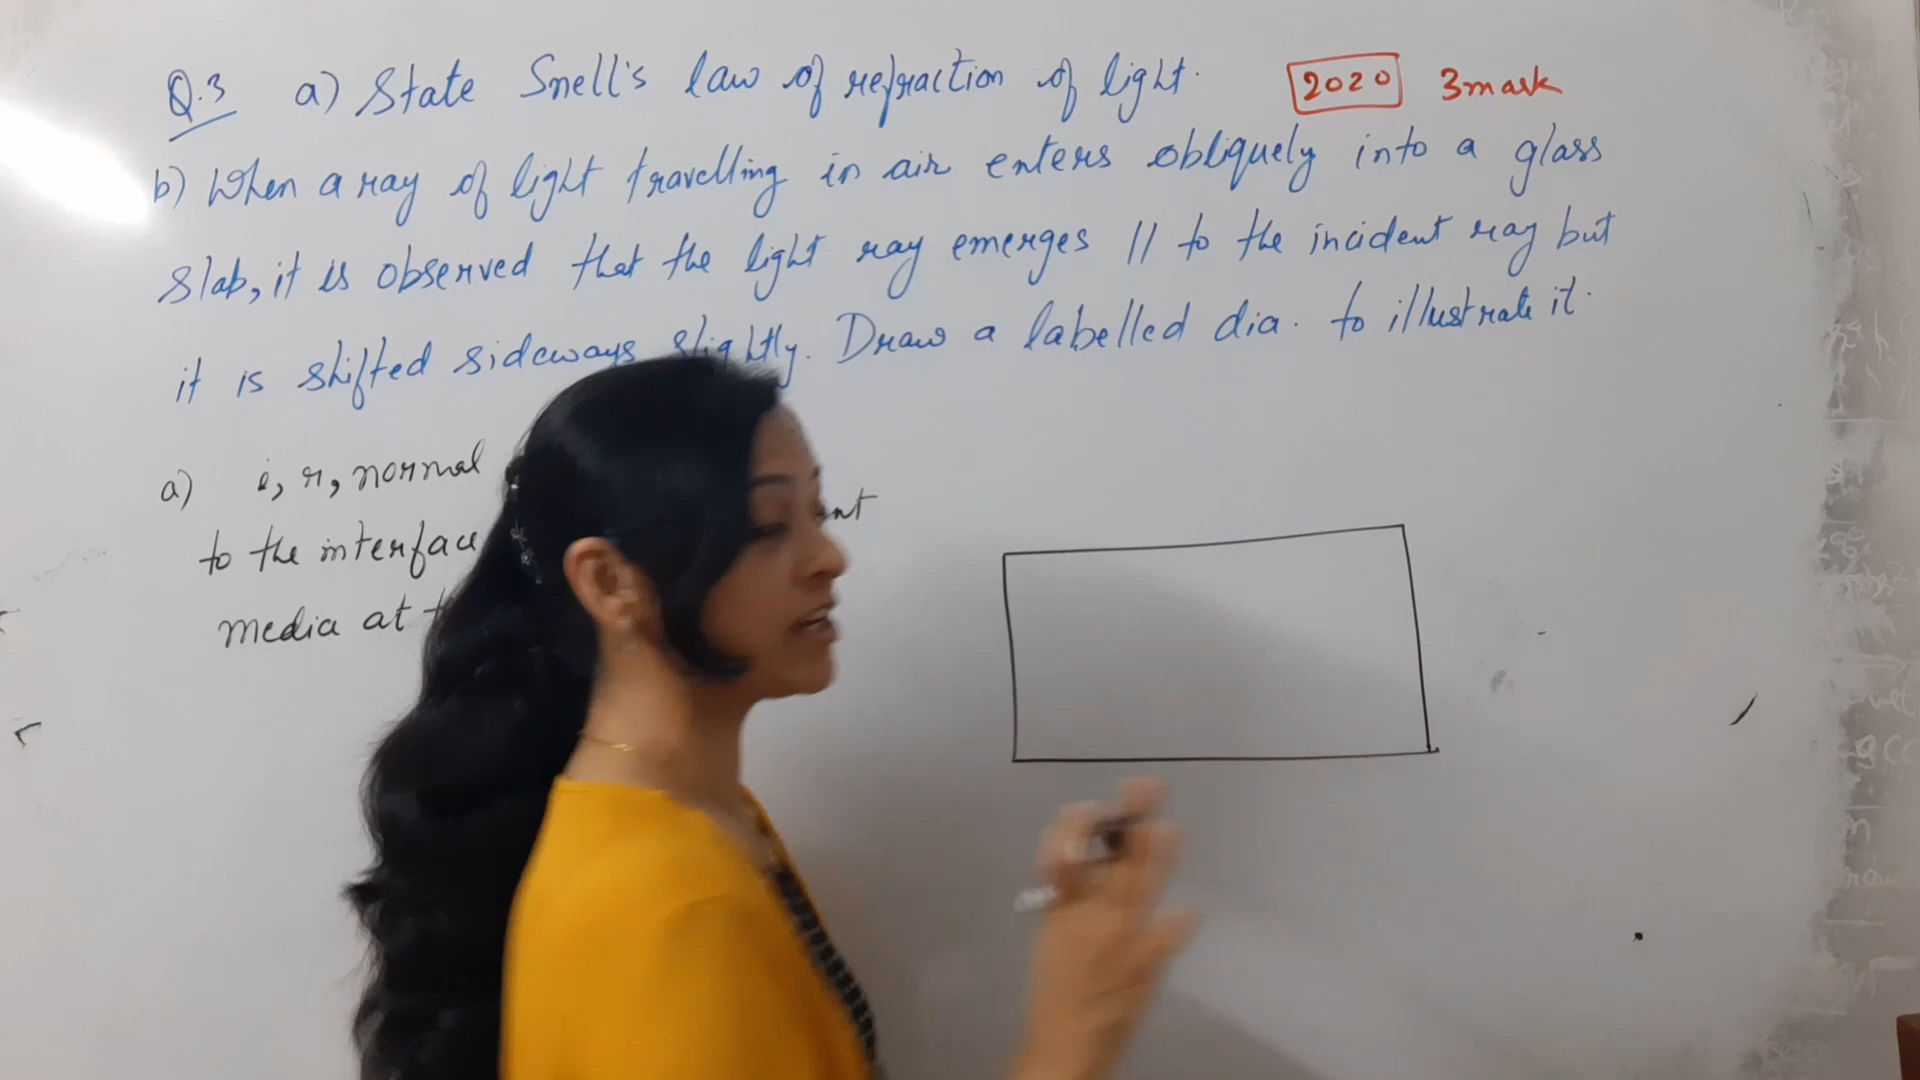 Q.3 a) State Snell's law of refraction of light. 2020 3mark
b) When a ray of light travelling in air enters obliquely into a glass
slab, it is observed that the light ray emerges // to the incident ray but
it is shifted sideways slightly. Draw a labelled dia. to illustrate it.
a) i, r, normal
to the interface
media at